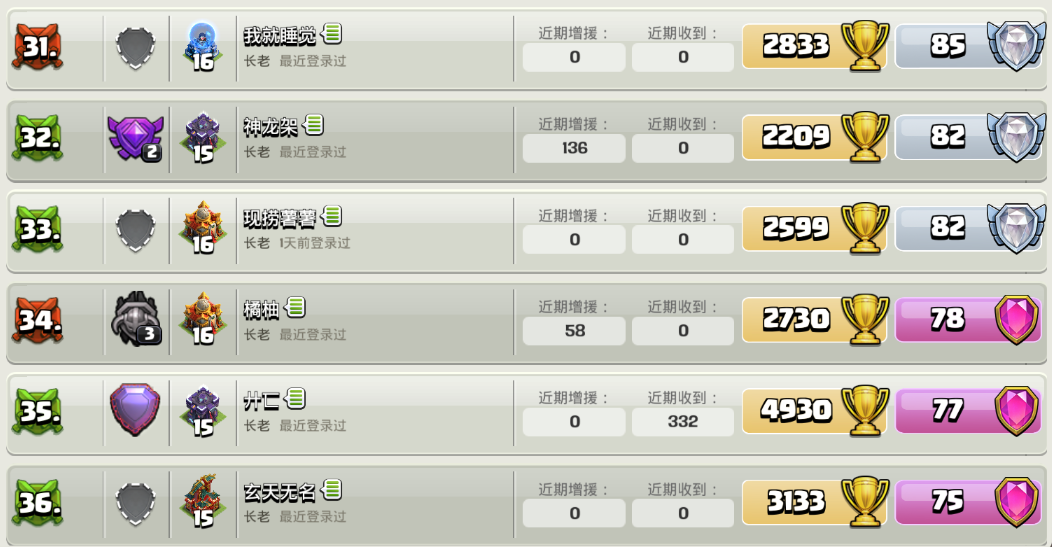 31.
16
我就睡觉
长老 最近登录过
近期增援： 近期收到：
0 0
2833 85
32.
2
15
神龙架
长老 最近登录过
近期增援： 近期收到：
136 0
2209 82
33.
16
现捞薯薯
长老 1天前登录过
近期增援： 近期收到：
0 0
2599 82
34.
3
16
橘柚
长老 最近登录过
近期增援： 近期收到：
58 0
2730 78
35.
15
廾匸
长老 最近登录过
近期增援： 近期收到：
0 332
4930 77
36.
15
玄天无名
长老 最近登录过
近期增援： 近期收到：
0 0
3133 75